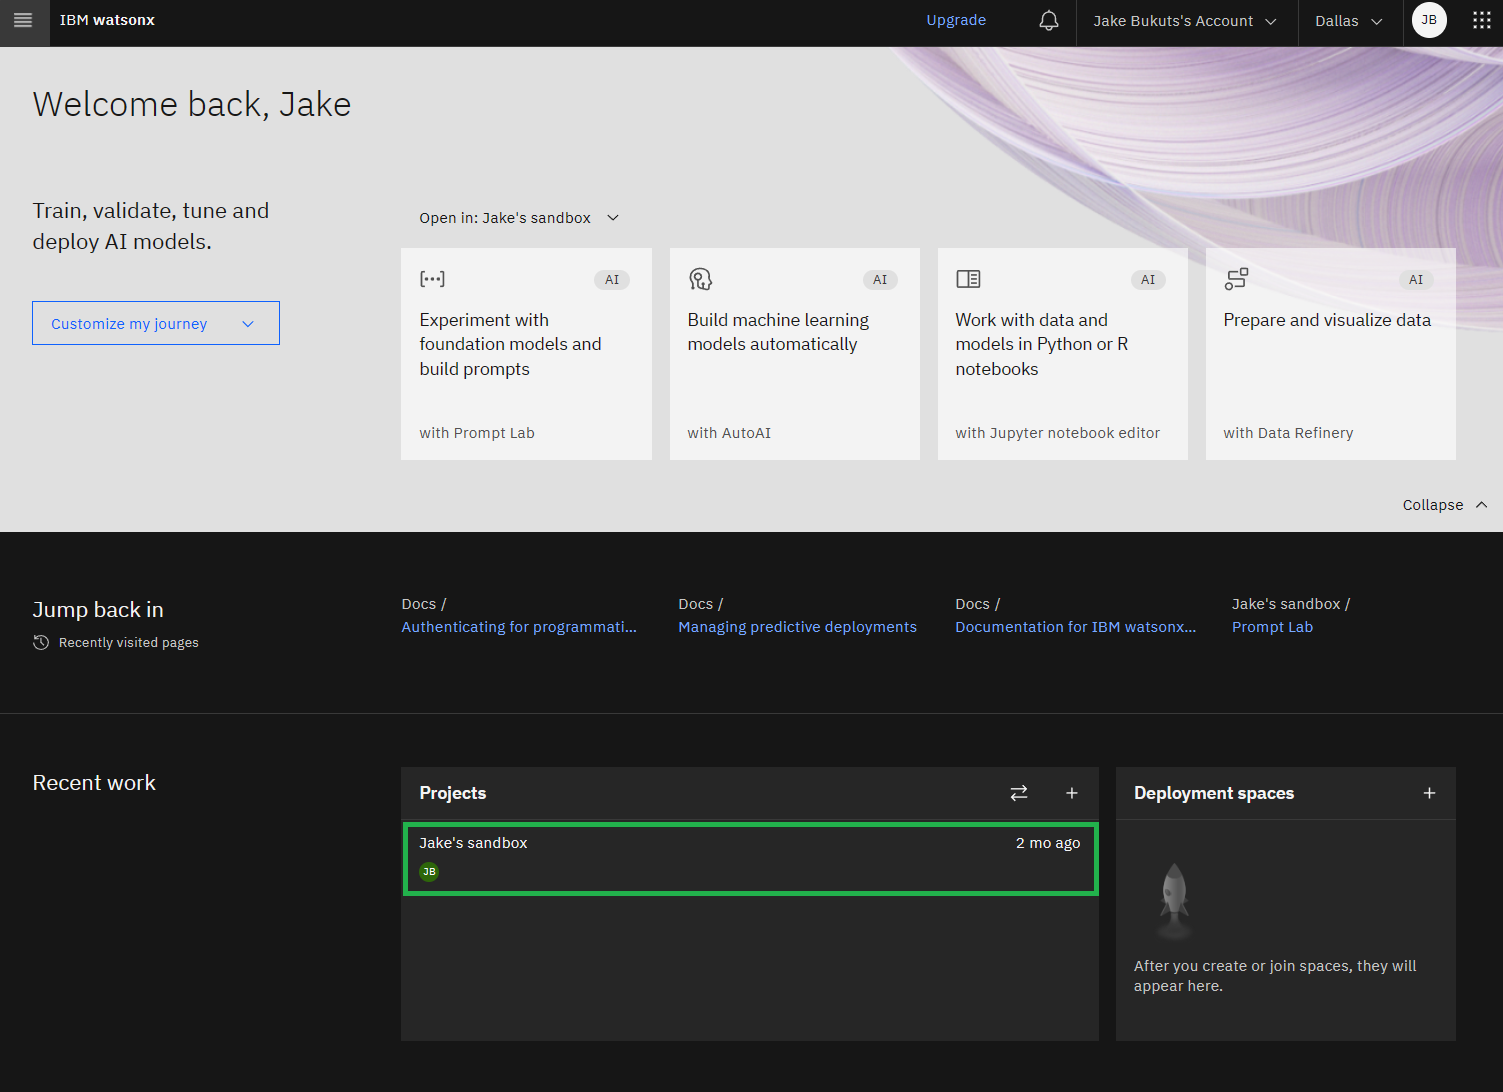 IBM watsonx
Upgrade
Jake Bukuts's Account
Dallas
JB
Welcome back, Jake
Train, validate, tune and
deploy AI models.
Customize my journey
Open in: Jake's sandbox
AI
Experiment with
foundation models and
build prompts
with Prompt Lab
AI
Build machine learning
models automatically
with AutoAI
AI
Work with data and
models in Python or R
notebooks
with Jupyter notebook editor
AI
Prepare and visualize data
with Data Refinery
Collapse
Jump back in
Recently visited pages
Docs /
Authenticating for programmati...
Docs /
Managing predictive deployments
Docs /
Documentation for IBM watsonx...
Jake's sandbox /
Prompt Lab
Recent work
Projects
Jake's sandbox
2 mo ago
JB
Deployment spaces
After you create or join spaces, they will
appear here.